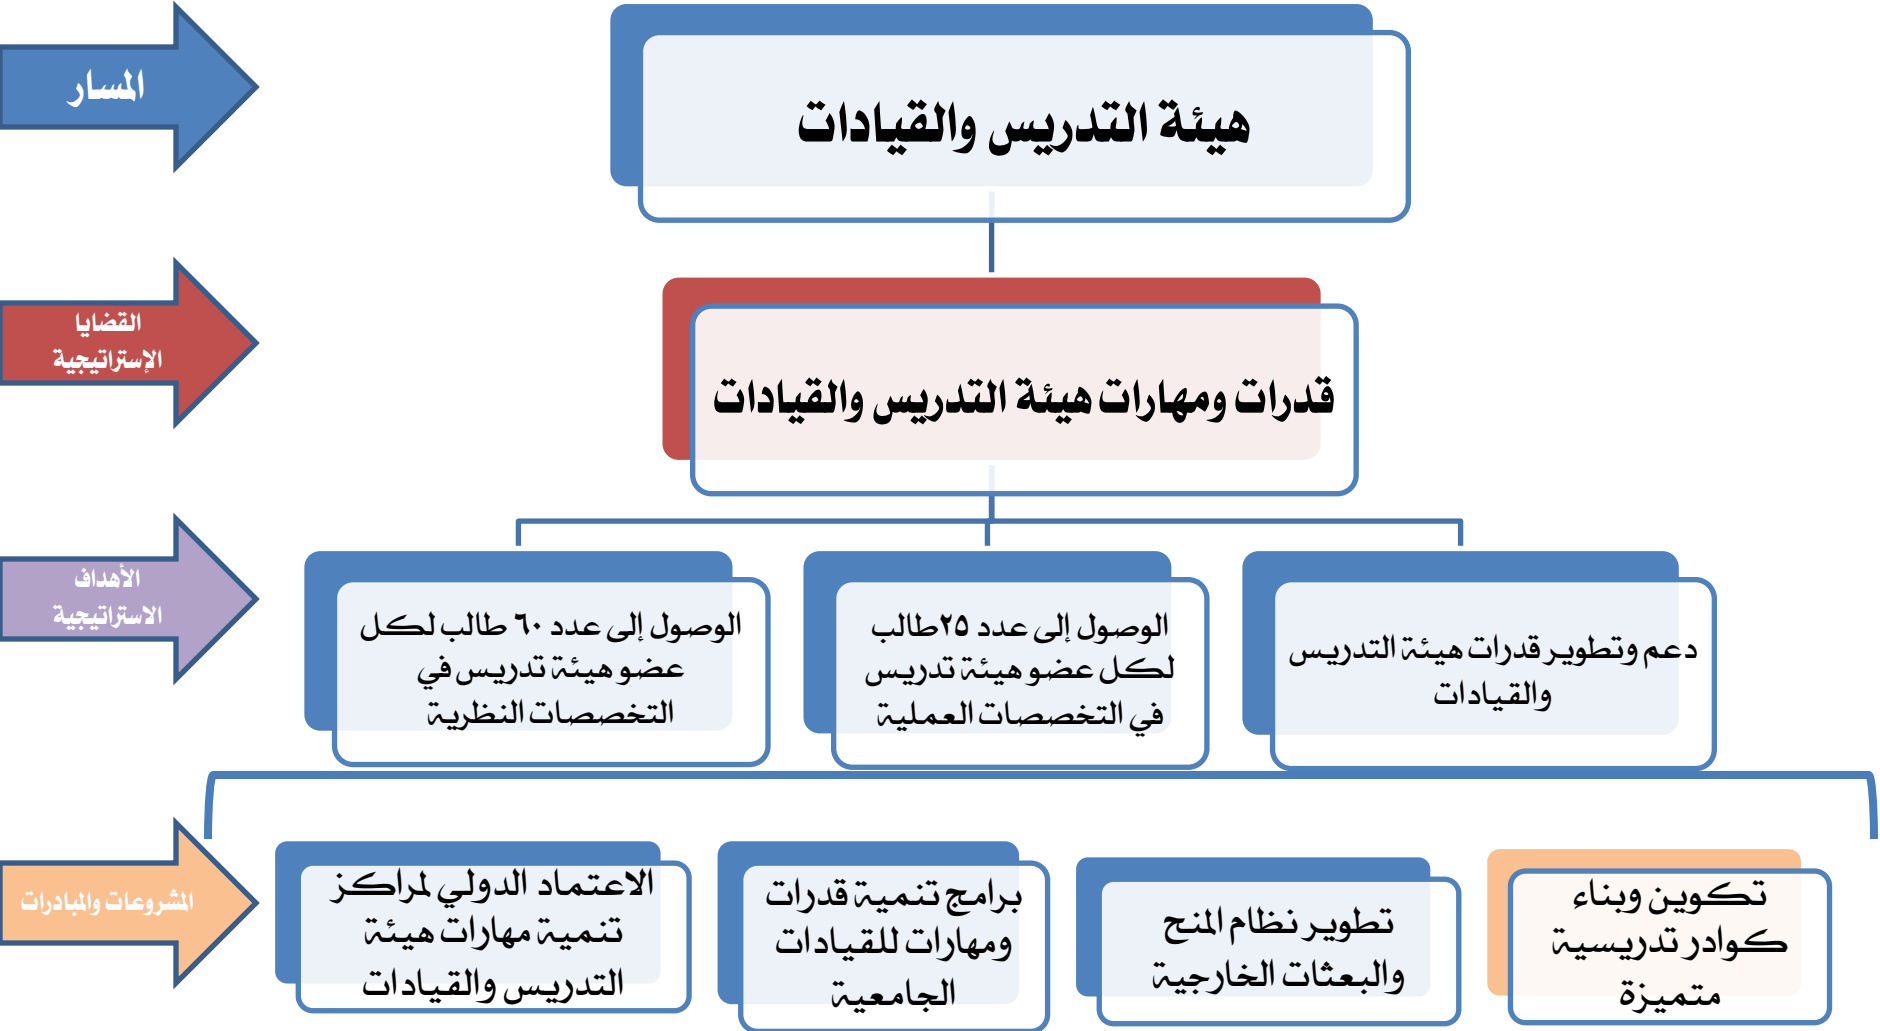 المسار
هيئة التدريس والقيادات
القضايا
الإستراتيجية
قدرات ومهارات هيئة التدريس والقيادات
الأهداف
الاستراتيجية
دعم وتطوير قدرات هيئة التدريس
والقيادات
الوصول إلى عدد ٢٥طالب
لكل عضو هيئة تدريس
في التخصصات العملية
الوصول إلى عدد ٦٠ طالب لكل
عضو هيئة تدريس في
التخصصات النظرية
المشروعات والمبادرات
تكوين وبناء
كوادر تدريسية
متميزة
تطوير نظام المنح
والبعثات الخارجية
برامج تنمية قدرات
ومهارات للقيادات
الجامعية
الاعتماد الدولي لمراكز
تنمية مهارات هيئة
التدريس والقيادات